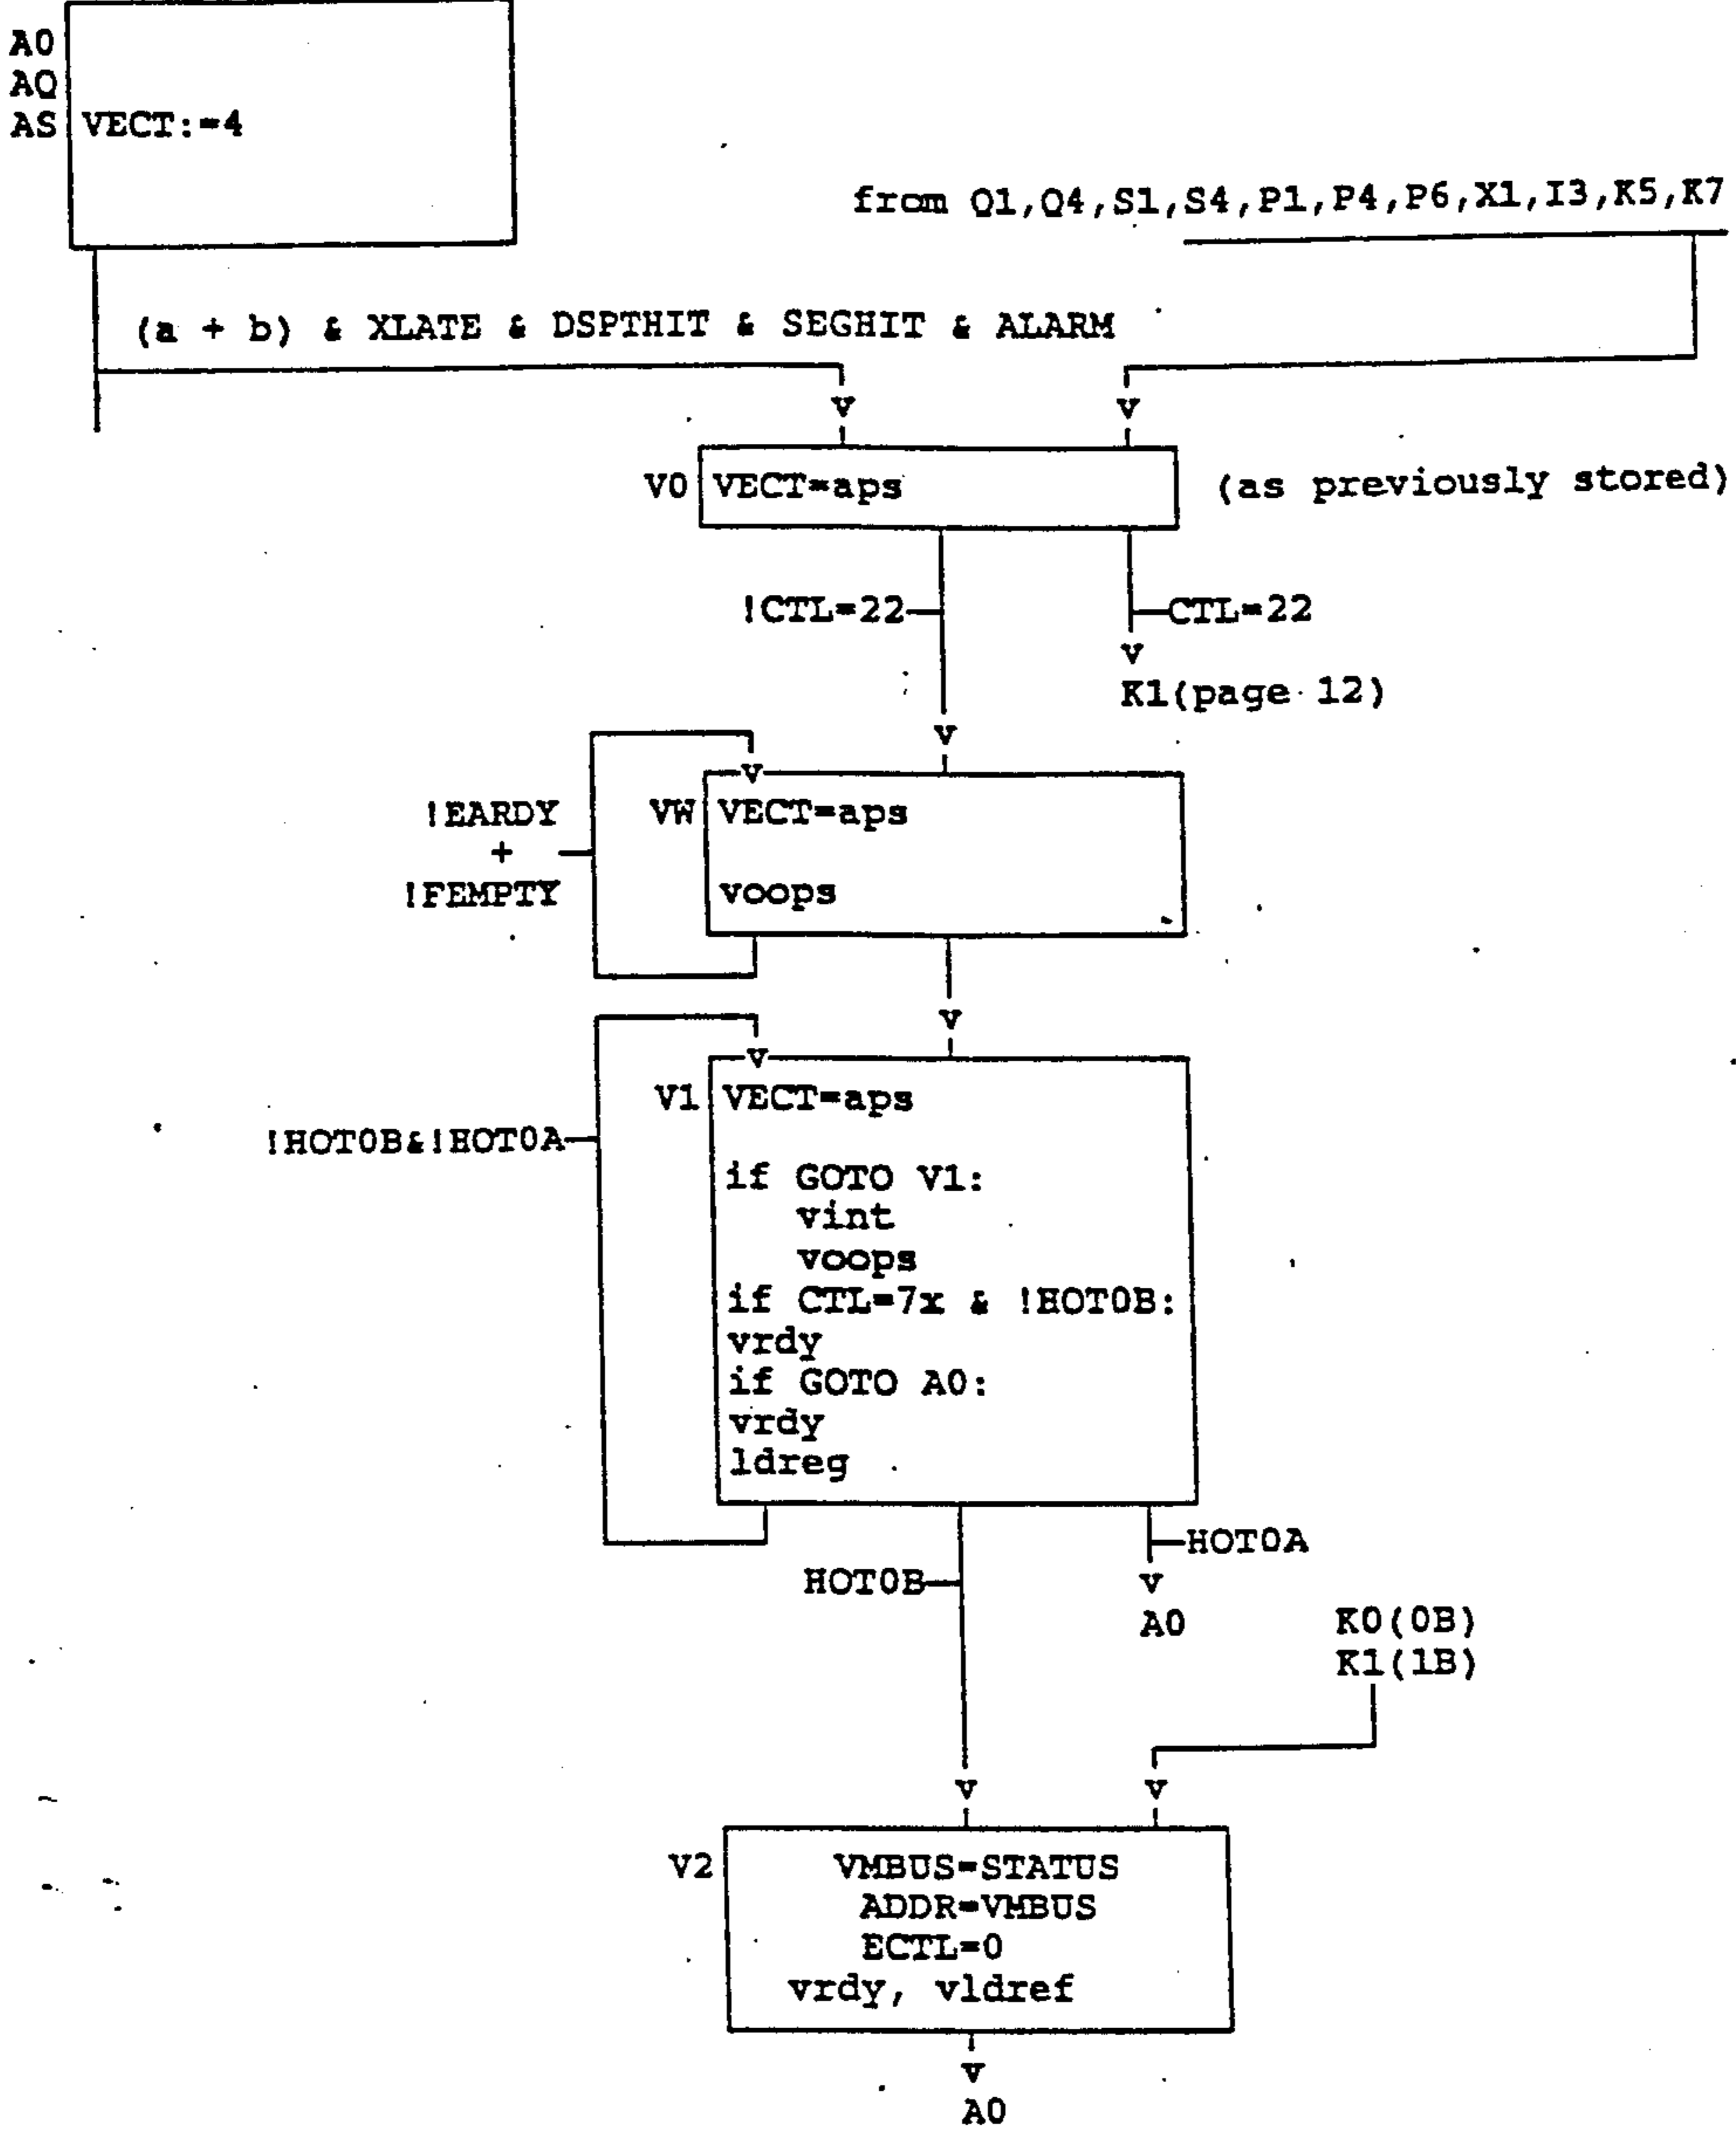 A0
AQ
AS VECT:=4
from Q1,Q4,S1,S4,P1,P4,P6,X1,I3,K5,K7
(a + b) & XLATE & DSPTHIT & SEGHIT & ALARM
v v
V0 VECT=aps (as previously stored)
!CTL=22 CTL=22
v
K1(page 12)
v
v
!EARDY VW VECT=aps
+
!FEMPTY voops
v
v
V1 VECT=aps
!HOT0B&!HOT0A
if GOTO V1:
vint
voops
if CTL=7x & !HOT0B:
vrdy
if GOTO A0:
vrdy
ldreg
HOT0A
HOT0B v
A0 K0(0B)
K1(1B)
v v
V2 VMBUS=STATUS
ADDR=VMBUS
ECTL=0
vrdy, vldref
v
A0